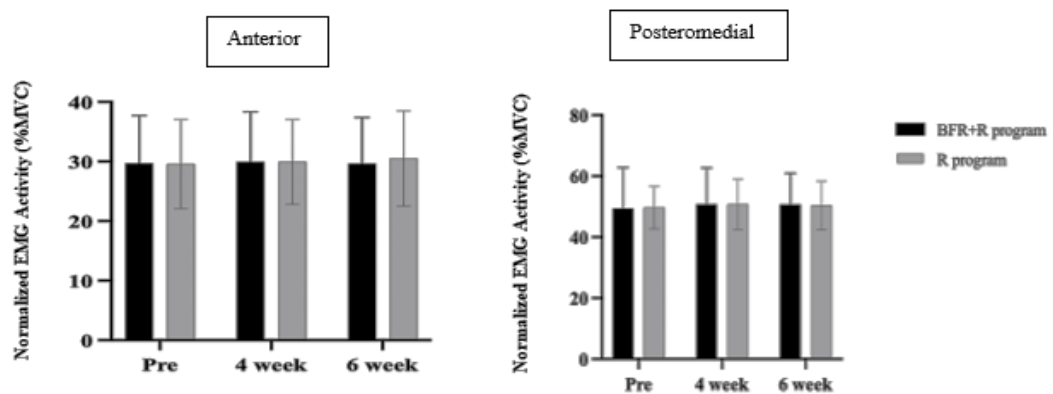 Anterior
Normalized EMG Activity (%MVC)
40
30
20
10
0
Pre 4 week 6 week
Posteromedial
Normalized EMG Activity (%MVC)
80
60
40
20
0
Pre 4 week 6 week
BFR+R program
R program